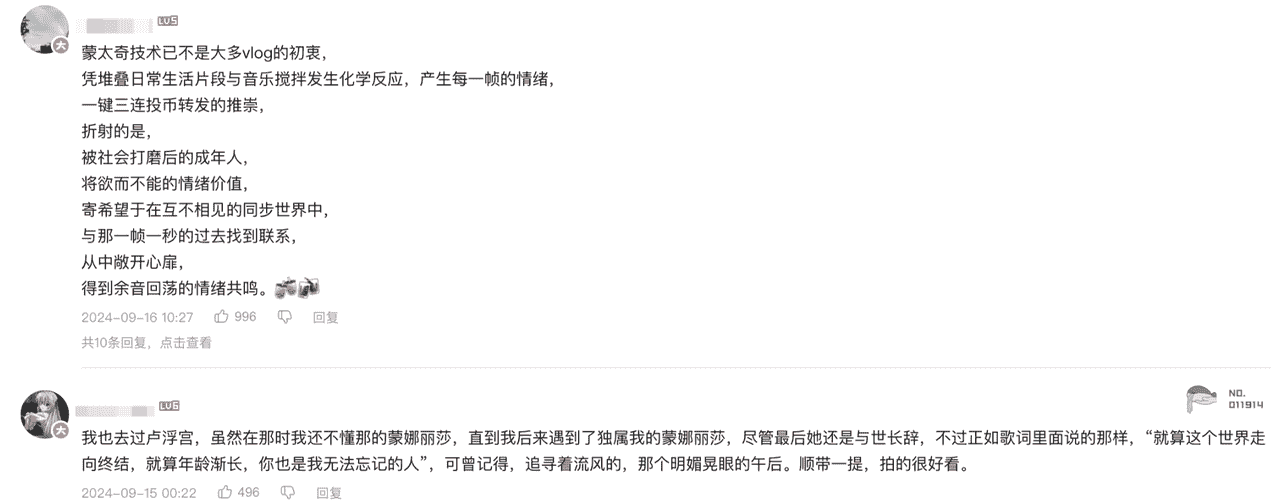 LV5
蒙太奇技术已不是大多vlog的初衷，
凭堆叠日常生活片段与音乐搅拌发生化学反应，产生每一帧的情绪，
一键三连投币转发的推崇，
折射的是，
被社会打磨后的成年人，
将欲而不能的情绪价值，
寄希望于在互不相见的同步世界中，
与那一帧一秒的过去找到联系，
从中敞开心扉，
得到余音回荡的情绪共鸣。
2024-09-16 10:27 996 回复
共10条回复，点击查看
大
LV6
NO.
011914
我也去过卢浮宫，虽然在那时我还不懂那的蒙娜丽莎，直到我后来遇到了独属我的蒙娜丽莎，尽管最后她还是与世长辞，不过正如歌词里面说的那样，“就算这个世界走
向终结，就算年龄渐长，你也是我无法忘记的人”，可曾记得，追寻着流风的，那个明媚晃眼的午后。顺带一提，拍的很好看。
大
2024-09-15 00:22 496 回复